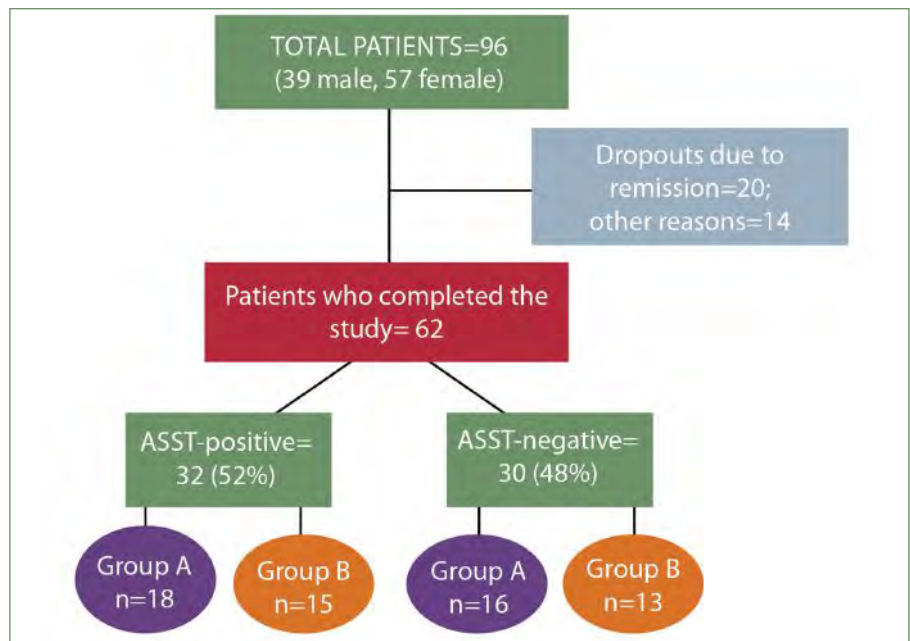 TOTAL PATIENTS=96
(39 male, 57 female)
Dropouts due to
remission=20;
other reasons=14
Patients who completed the
study= 62
ASST-positive=
32 (52%)
ASST-negative=
30 (48%)
Group A
n=18
Group B
n=15
Group A
n=16
Group B
n=13